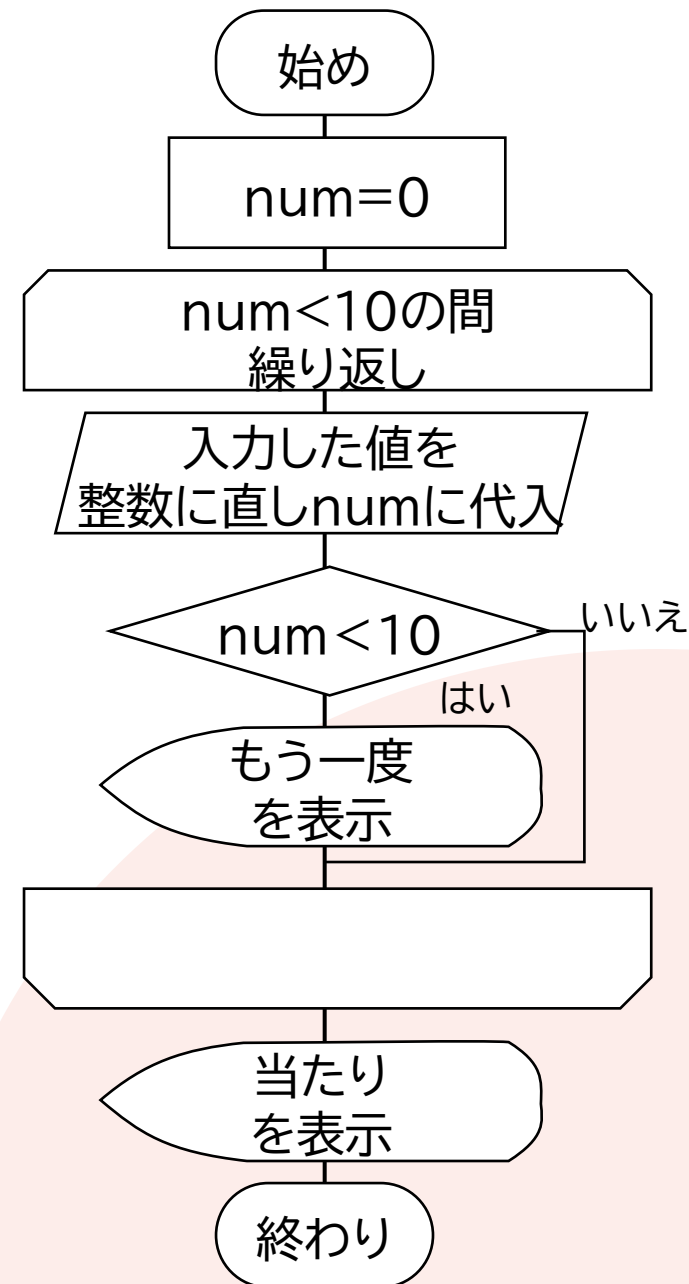 始め
num=0
num<10の間
繰り返し
入力した値を
整数に直しnumに代入
num<10
いいえ
はい
もう一度
を表示
当たり
を表示
終わり